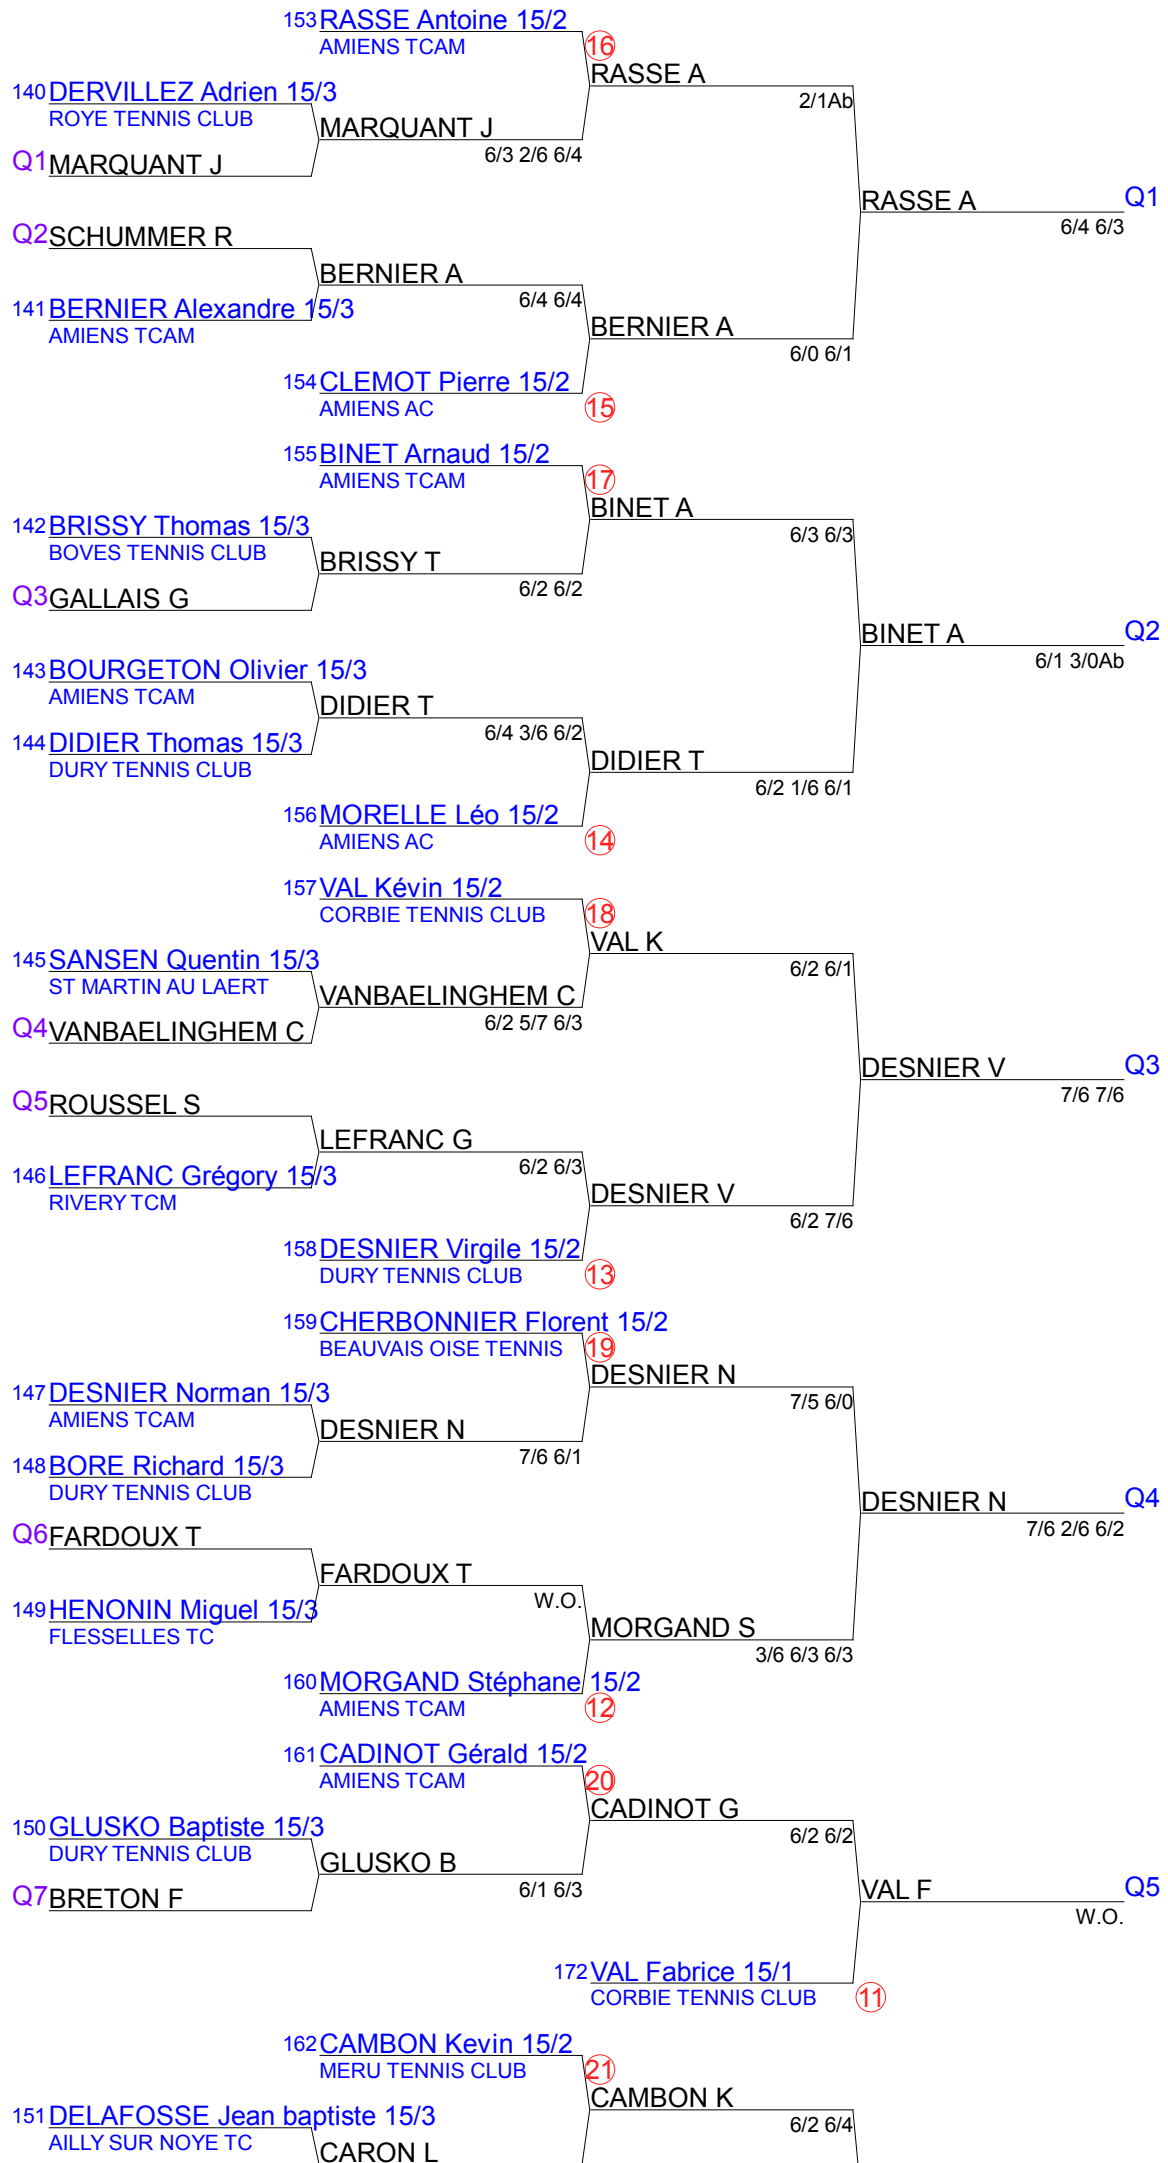 153 RASSE Antoine 15/2
AMIENS TCAM
16
RASSE A
140 DERVILLEZ Adrien 15/3
2/1Ab
ROYE TENNIS CLUB
MARQUANT J
6/3 2/6 6/4
Q1 MARQUANT J
RASSE A Q1
6/4 6/3
Q2 SCHUMMER R
BERNIER A
6/4 6/4
141 BERNIER Alexandre 15/3
AMIENS TCAM
BERNIER A
6/0 6/1
154 CLEMOT Pierre 15/2
AMIENS AC
15
155 BINET Arnaud 15/2
AMIENS TCAM
17
BINET A
142 BRISSY Thomas 15/3
6/3 6/3
BOVES TENNIS CLUB
BRISSY T
6/2 6/2
Q3 GALLAIS G
BINET A Q2
6/1 3/0Ab
143 BOURGETON Olivier 15/3
AMIENS TCAM
DIDIER T
6/4 3/6 6/2
144 DIDIER Thomas 15/3
DURY TENNIS CLUB
DIDIER T
6/2 1/6 6/1
156 MORELLE Léo 15/2
AMIENS AC
14
157 VAL Kévin 15/2
CORBIE TENNIS CLUB
18
VAL K
145 SANSEN Quentin 15/3
6/2 6/1
ST MARTIN AU LAERT
VANBAELINGHEM C
6/2 5/7 6/3
Q4 VANBAELINGHEM C
DESNIER V Q3
7/6 7/6
Q5 ROUSSEL S
LEFRANC G
6/2 6/3
146 LEFRANC Grégory 15/3
RIVERY TCM
DESNIER V
6/2 7/6
158 DESNIER Virgile 15/2
DURY TENNIS CLUB
13
159 CHERBONNIER Florent 15/2
BEAUVAIS OISE TENNIS
19
DESNIER N
147 DESNIER Norman 15/3
7/5 6/0
AMIENS TCAM
DESNIER N
7/6 6/1
148 BORE Richard 15/3
DURY TENNIS CLUB
DESNIER N Q4
7/6 2/6 6/2
Q6 FARDOUX T
FARDOUX T
W.O.
149 HENONIN Miguel 15/3
FLESSELLES TC
MORGAND S
3/6 6/3 6/3
160 MORGAND Stéphane 15/2
AMIENS TCAM
12
161 CADINOT Gérald 15/2
AMIENS TCAM
20
CADINOT G
150 GLUSKO Baptiste 15/3
6/2 6/2
DURY TENNIS CLUB
GLUSKO B
6/1 6/3
Q7 BRETON F
VAL F Q5
W.O.
172 VAL Fabrice 15/1
CORBIE TENNIS CLUB
11
162 CAMBON Kevin 15/2
MERU TENNIS CLUB
21
CAMBON K
151 DELAFOSSE Jean baptiste 15/3
6/2 6/4
AILLY SUR NOYE TC
CARON L